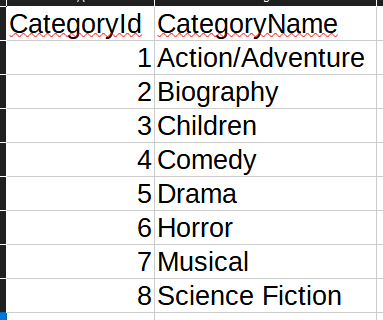 CategoryId CategoryName
1 Action/Adventure
2 Biography
3 Children
4 Comedy
5 Drama
6 Horror
7 Musical
8 Science Fiction